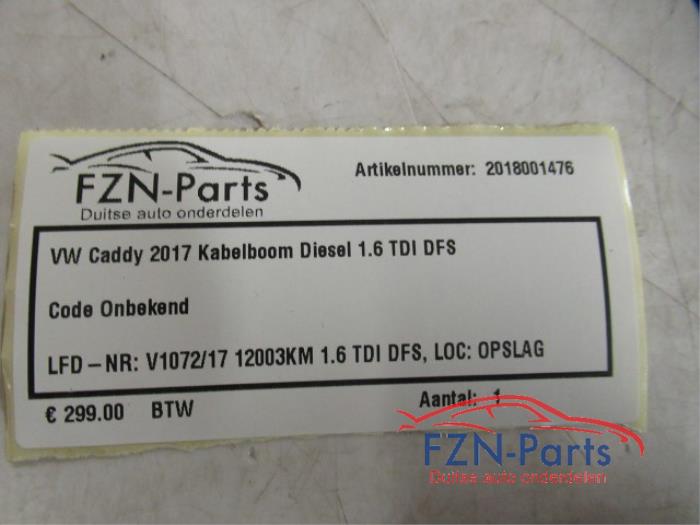 FZN-Parts
Duitse auto onderdelen
Artikelnummer: 2018001476
VW Caddy 2017 Kabelboom Diesel 1.6 TDI DFS
Code Onbekend
LFD-NR: V1072/17 12003KM 1.6 TDI DFS, LOC: OPSLAG
€ 299.00 BTW
Aantal: 1
FZN-Parts
Duitse auto onderdelen